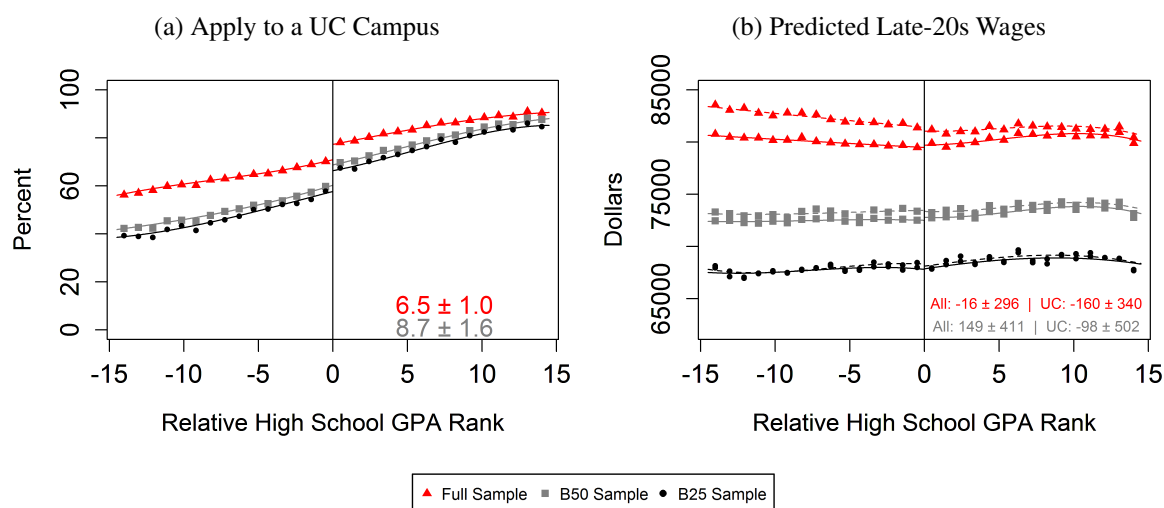 (a) Apply to a UC Campus
Percent
100
60
20
0
6.5 ± 1.0
8.7 ± 1.6
-15 -10 -5 0 5 10 15
Relative High School GPA Rank
(b) Predicted Late-20s Wages
Dollars
85000
75000
65000
All: -16 ± 296 | UC: -160 ± 340
All: 149 ± 411 | UC: -98 ± 502
-15 -10 -5 0 5 10 15
Relative High School GPA Rank
Full Sample B50 Sample B25 Sample